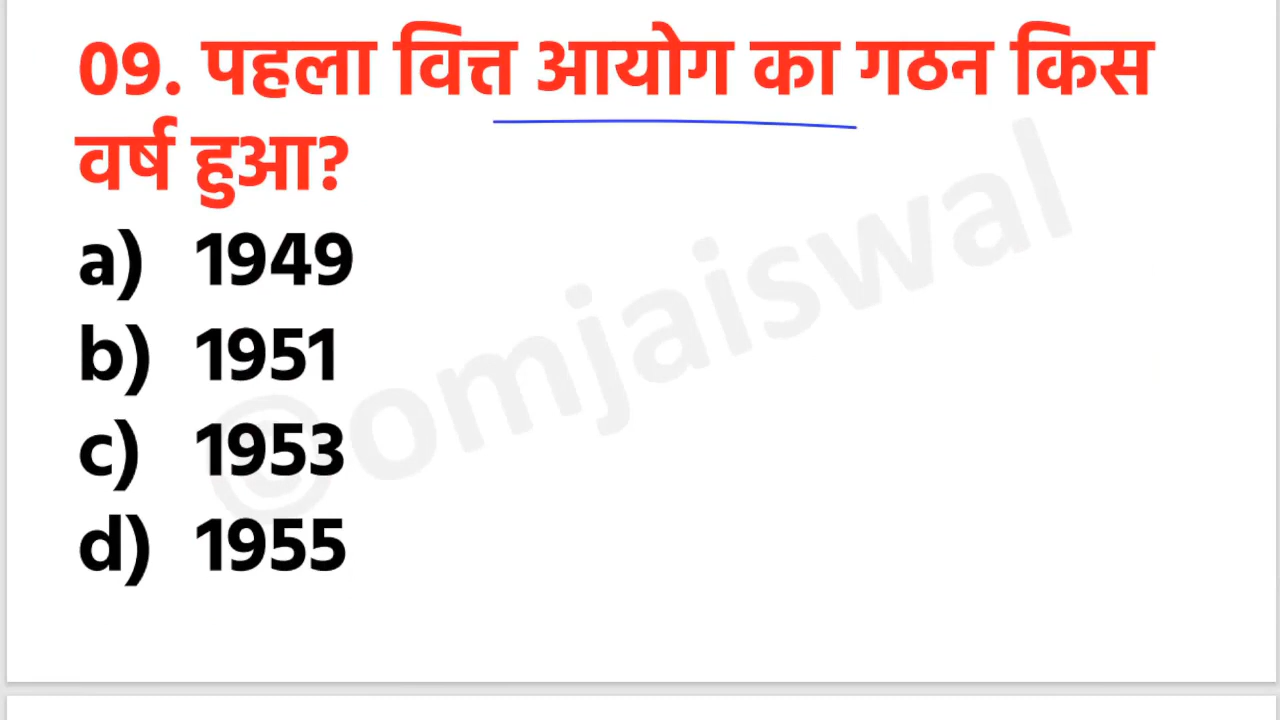 09. पहला वित्त आयोग का गठन किस
वर्ष हुआ?
a) 1949
b) 1951
c) 1953
d) 1955
©omjaiswal